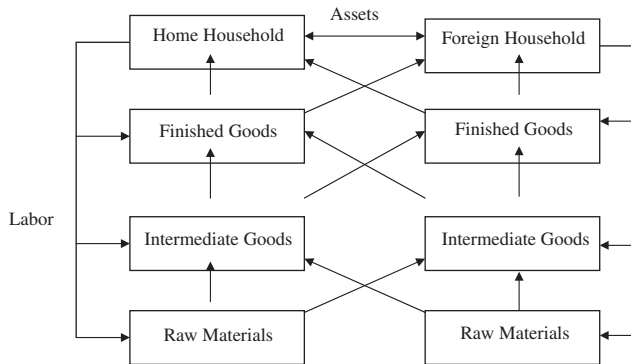 Assets
Home Household
Foreign Household
Finished Goods
Finished Goods
Labor
Intermediate Goods
Intermediate Goods
Raw Materials
Raw Materials